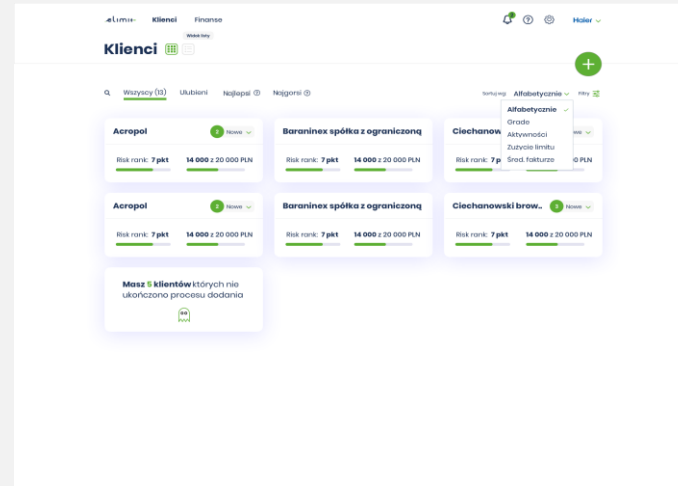 eLimit Klienci Finanse Haier
Widok listy
Klienci
Wszyscy (13) Ulubieni Najlepsi Najgorsi Sortuj wg: Alfabetycznie Filtry
Alfabetycznie
Grade
Aktywności
Zużycie limitu
Śred. fakturze
Acropol 2 Nowe Baraninex spółka z ograniczoną Ciechanow
Risk rank: 7 pkt 14 000 z 20 000 PLN Risk rank: 7 pkt 14 000 z 20 000 PLN Risk rank: 7 p 14 000 z 20 000 PLN
Acropol 2 Nowe Baraninex spółka z ograniczoną Ciechanowski brow.. 3 Nowe
Risk rank: 7 pkt 14 000 z 20 000 PLN Risk rank: 7 pkt 14 000 z 20 000 PLN Risk rank: 7 pkt 14 000 z 20 000 PLN
Masz 5 klientów których nie
ukończono procesu dodania